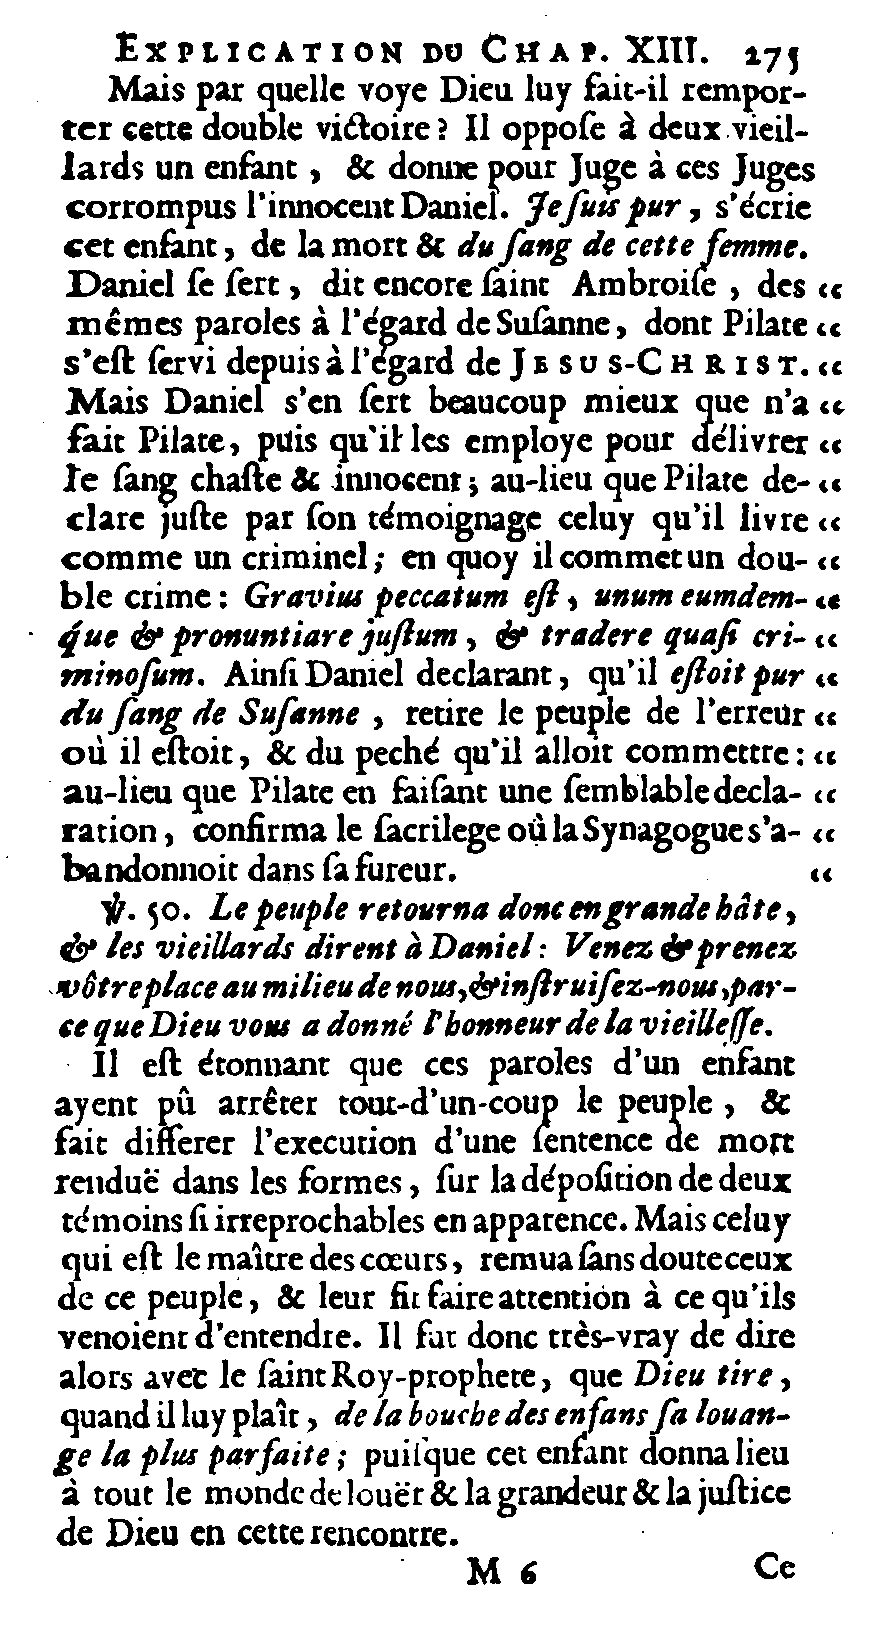 EXPLICATION DU CHAP. XIII. 275
Mais par quelle voye Dieu luy fait-il rempor-
ter cette double victoire? Il oppoſe à deux vieil-
lards un enfant, & donne pour Juge à ces Juges
corrompus l'innocent Daniel. Je ſuis pur, s'écrie
cet enfant, de la mort & du ſang de cette femme.
Daniel ſe ſert, dit encore ſaint Ambroiſe, des “
mêmes paroles à l'égard de Suſanne, dont Pilate “
s'eſt ſervi depuis à l'égard de JESUS-CHRIST. “
Mais Daniel s'en ſert beaucoup mieux que n'a “
fait Pilate, puis qu'il les employe pour délivrer “
le ſang chaſte & innocent; au-lieu que Pilate de- “
clare juſte par ſon témoignage celuy qu'il livre “
comme un criminel; en quoy il commet un dou- “
ble crime: Gravius peccatum eſt, unum eumdem- “
que & pronuntiare juſtum, & tradere quaſi cri- “
minoſum. Ainſi Daniel declarant, qu'il eſtoit pur “
du ſang de Suſanne, retire le peuple de l'erreur “
où il eſtoit, & du peché qu'il alloit commettre: “
au-lieu que Pilate en faiſant une ſemblable decla- “
ration, confirma le ſacrilege où la Synagogue s'a- “
bandonnoit dans ſa fureur. “
℣. 50. Le peuple retourna donc en grande hâte,
& les vieillards dirent à Daniel: Venez & prenez
vôtre place au milieu de nous, & inſtruiſez-nous, par-
ce que Dieu vous a donné l'honneur de la vieilleſſe.
Il eſt étonnant que ces paroles d'un enfant
ayent pû arrêter tout-d'un-coup le peuple, &
fait differer l'execution d'une ſentence de mort
renduë dans les formes, ſur la dépoſition de deux
témoins ſi irreprochables en apparence. Mais celuy
qui eſt le maître des cœurs, remua ſans doute ceux
de ce peuple, & leur fit faire attention à ce qu'ils
venoient d'entendre. Il fut donc très-vray de dire
alors avec le ſaint Roy-prophete, que Dieu tire,
quand il luy plaît, de la bouche des enfans ſa louan-
ge la plus parfaite; puiſque cet enfant donna lieu
à tout le monde de louër & la grandeur & la juſtice
de Dieu en cette rencontre.
M 6 Ce